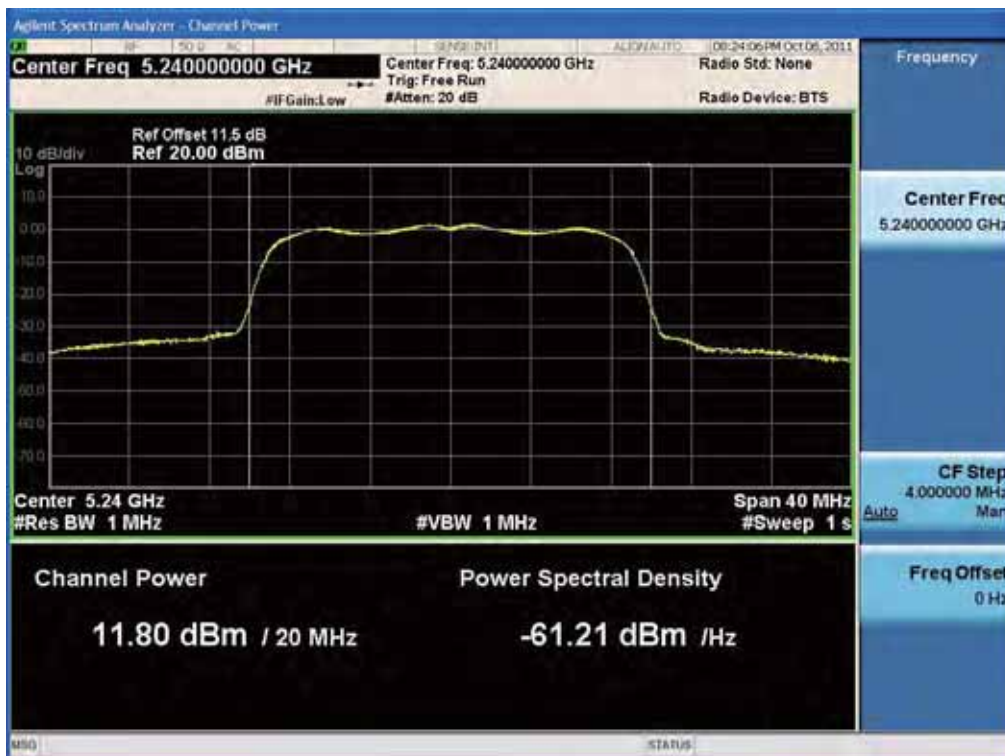 Agilent Spectrum Analyzer - Channel Power
RF 50 Ω AC SENSE:INT ALIGN AUTO 08:24:06 PM Oct 06, 2011
Center Freq 5.240000000 GHz
Center Freq: 5.240000000 GHz
Radio Std: None
Trig: Free Run
#IFGain:Low
#Atten: 20 dB
Radio Device: BTS
Ref Offset 11.5 dB
10 dB/div Ref 20.00 dBm
Log
10.0
0.00
-10.0
-20.0
-30.0
-40.0
-60.0
-70.0
Center 5.24 GHz
Span 40 MHz
#Res BW 1 MHz
#VBW 1 MHz
#Sweep 1 s
Channel Power
Power Spectral Density
11.80 dBm / 20 MHz
-61.21 dBm /Hz
MSG
STATUS
Frequency
Center Freq
5.240000000 GHz
CF Step
4.000000 MHz
Auto Man
Freq Offset
0 Hz